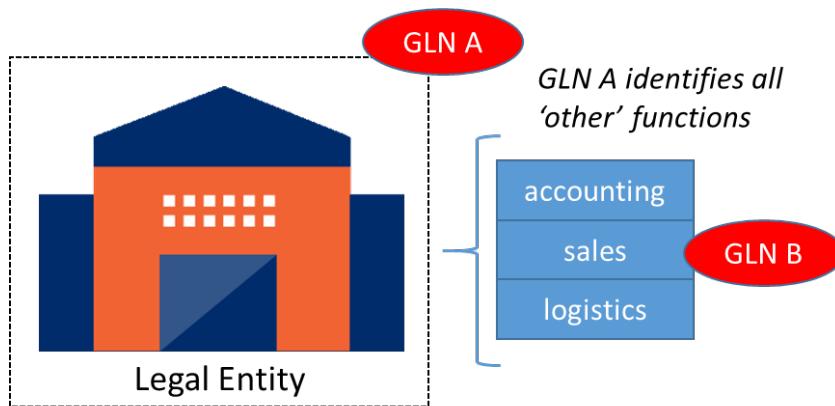 GLN A
GLN A identifies all
‘other’ functions
accounting
sales
GLN B
logistics
Legal Entity